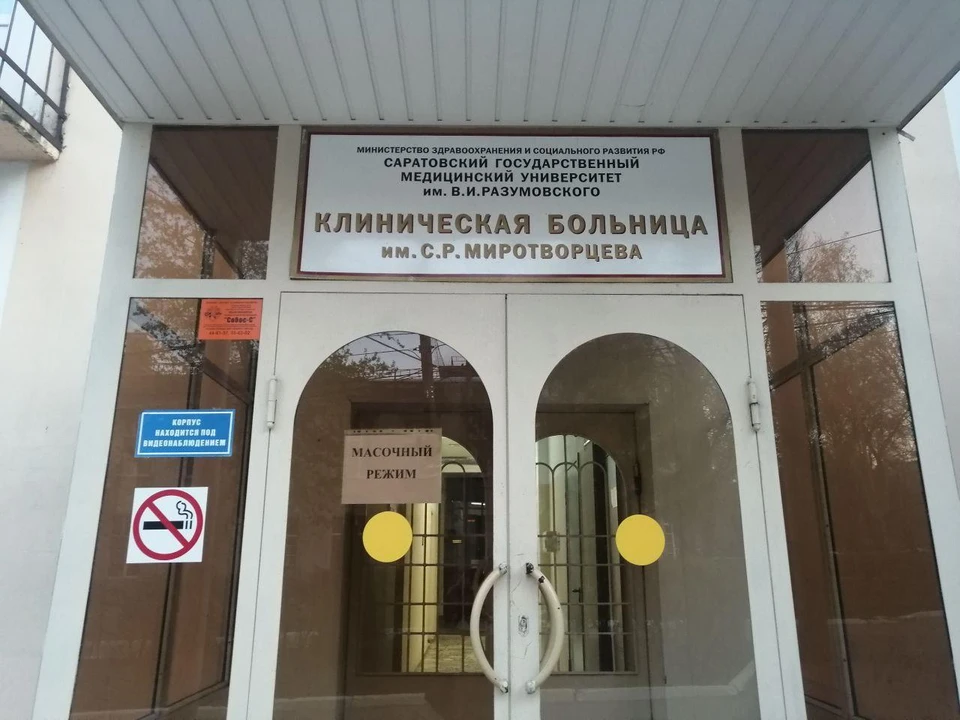 МИНИСТЕРСТВО ЗДРАВООХРАНЕНИЯ И СОЦИАЛЬНОГО РАЗВИТИЯ РФ
САРАТОВСКИЙ ГОСУДАРСТВЕННЫЙ
МЕДИЦИНСКИЙ УНИВЕРСИТЕТ
им. В.И.РАЗУМОВСКОГО
КЛИНИЧЕСКАЯ БОЛЬНИЦА
им. С.Р. МИРОТВОРЦЕВА
КОРПУС
НАХОДИТСЯ ПОД
ВИДЕОНАБЛЮДЕНИЕМ
МАСОЧНЫЙ
РЕЖИМ